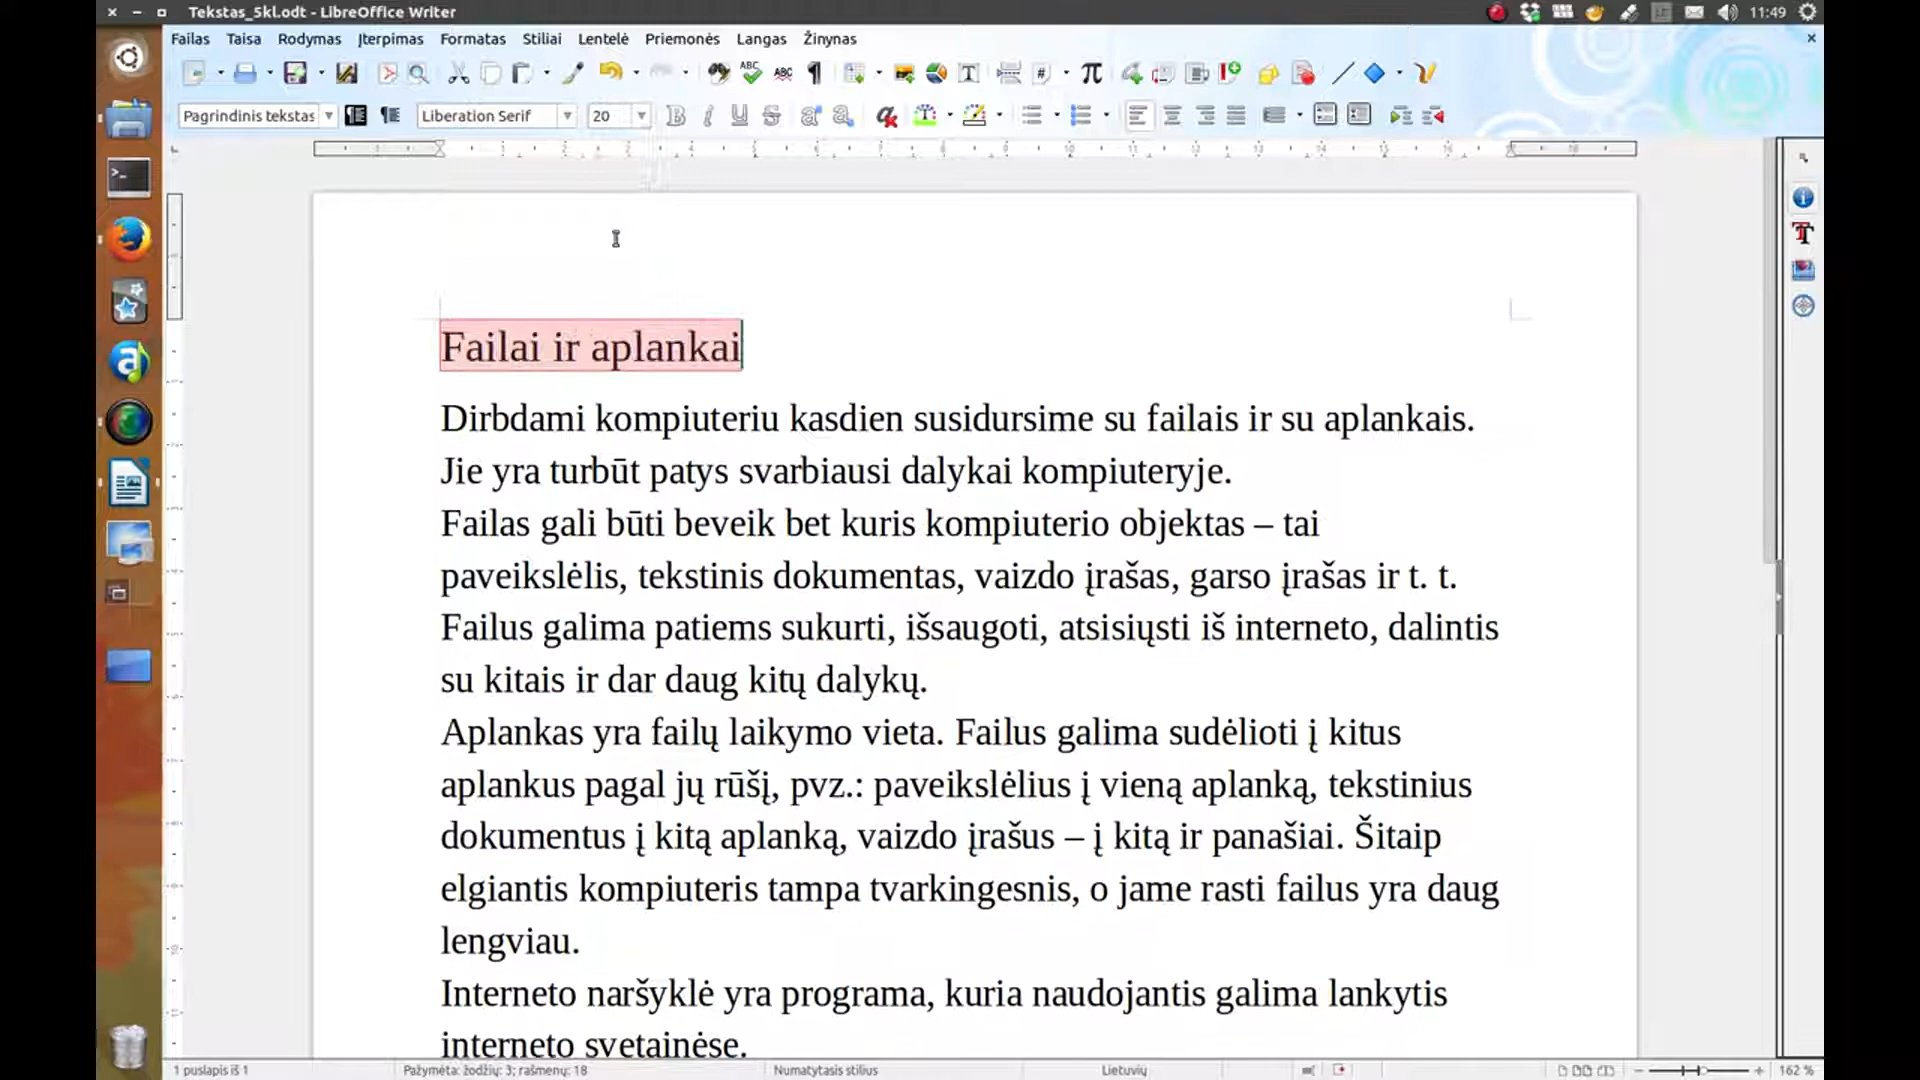 Tekstas_5kl.odt - LibreOffice Writer
11:49
Failas Taisa Rodymas Įterpimas Formatas Stiliai Lentelė Priemonės Langas Žinynas
Pagrindinis tekstas Liberation Serif 20
Failai ir aplankai
Dirbdami kompiuteriu kasdien susidursime su failais ir su aplankais.
Jie yra turbūt patys svarbiausi dalykai kompiuteryje.
Failas gali būti beveik bet kuris kompiuterio objektas – tai
paveikslėlis, tekstinis dokumentas, vaizdo įrašas, garso įrašas ir t. t.
Failus galima patiems sukurti, išsaugoti, atsisiųsti iš interneto, dalintis
su kitais ir dar daug kitų dalykų.
Aplankas yra failų laikymo vieta. Failus galima sudėlioti į kitus
aplankus pagal jų rūšį, pvz.: paveikslėlius į vieną aplanką, tekstinius
dokumentus į kitą aplanką, vaizdo įrašus – į kitą ir panašiai. Šitaip
elgiantis kompiuteris tampa tvarkingesnis, o jame rasti failus yra daug
lengviau.
Interneto naršyklė yra programa, kuria naudojantis galima lankytis
interneto svetainėse.
1 puslapis iš 1 Pažymėta: žodžių: 3; rašmenų: 18 Numatytasis stilius Lietuvių 162 %